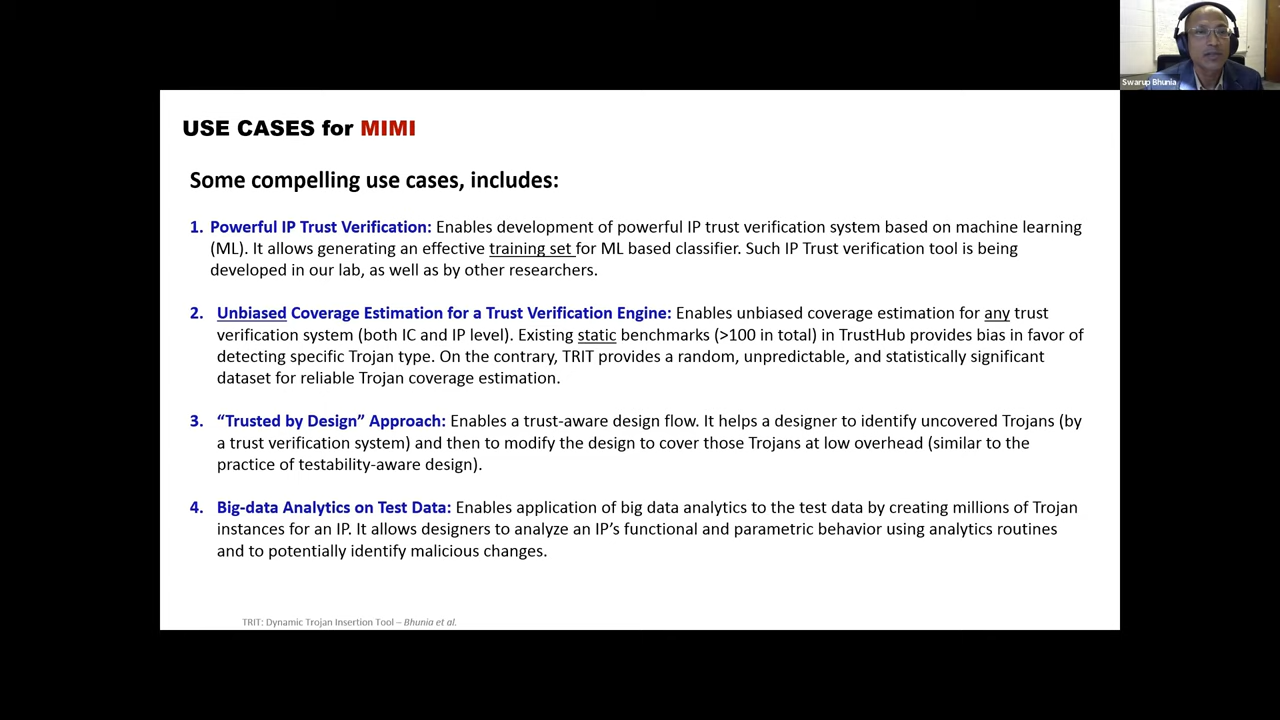 Swarup Bhunia
USE CASES for MIMI
Some compelling use cases, includes:
1. Powerful IP Trust Verification: Enables development of powerful IP trust verification system based on machine learning
(ML). It allows generating an effective training set for ML based classifier. Such IP Trust verification tool is being
developed in our lab, as well as by other researchers.
2. Unbiased Coverage Estimation for a Trust Verification Engine: Enables unbiased coverage estimation for any trust
verification system (both IC and IP level). Existing static benchmarks (>100 in total) in TrustHub provides bias in favor of
detecting specific Trojan type. On the contrary, TRIT provides a random, unpredictable, and statistically significant
dataset for reliable Trojan coverage estimation.
3. “Trusted by Design” Approach: Enables a trust-aware design flow. It helps a designer to identify uncovered Trojans (by
a trust verification system) and then to modify the design to cover those Trojans at low overhead (similar to the
practice of testability-aware design).
4. Big-data Analytics on Test Data: Enables application of big data analytics to the test data by creating millions of Trojan
instances for an IP. It allows designers to analyze an IP’s functional and parametric behavior using analytics routines
and to potentially identify malicious changes.
TRIT: Dynamic Trojan Insertion Tool – Bhunia et al.